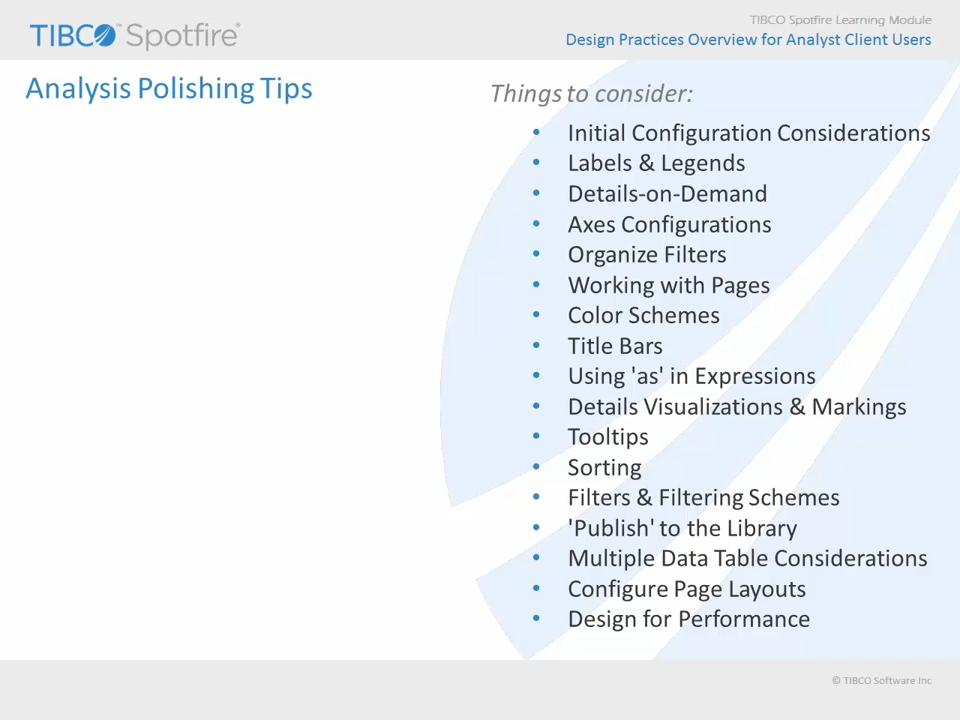 TIBCO™ Spotfire®
TIBCO Spotfire Learning Module
Design Practices Overview for Analyst Client Users
Analysis Polishing Tips
Things to consider:
• Initial Configuration Considerations
• Labels & Legends
• Details-on-Demand
• Axes Configurations
• Organize Filters
• Working with Pages
• Color Schemes
• Title Bars
• Using 'as' in Expressions
• Details Visualizations & Markings
• Tooltips
• Sorting
• Filters & Filtering Schemes
• 'Publish' to the Library
• Multiple Data Table Considerations
• Configure Page Layouts
• Design for Performance
© TIBCO Software Inc